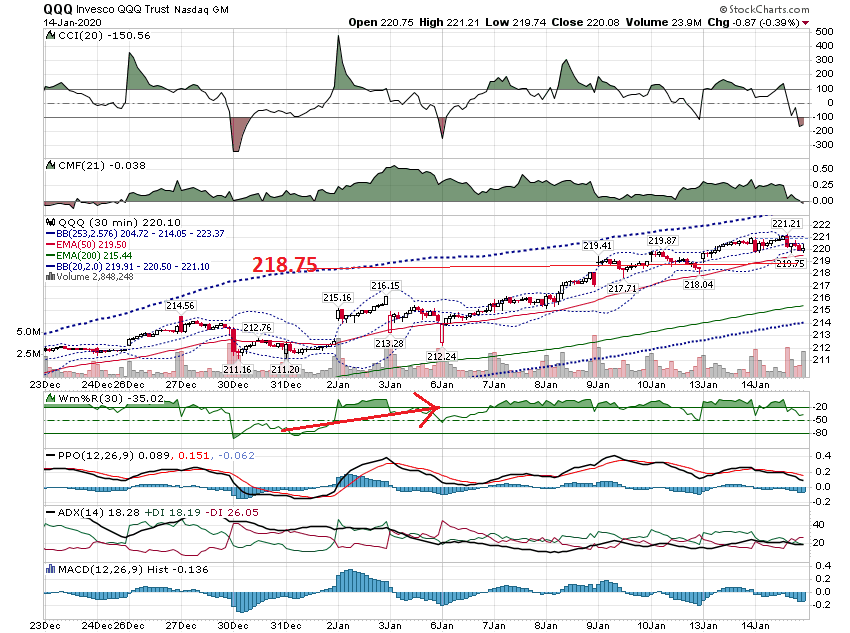 QQQ Invesco QQQ Trust Nasdaq GM
© StockCharts.com
14-Jan-2020
Open 220.75 High 221.21 Low 219.74 Close 220.08 Volume 23.9M Chg -0.87 (-0.39%)
CCI(20) -150.56
500
400
300
200
100
0
-100
-200
-300
CMF(21) -0.038
0.50
0.25
0.00
QQQ (30 min) 220.10
BB(253,2.576) 204.72 - 214.05 - 223.37
EMA(50) 219.50
EMA(200) 215.44
BB(20,2.0) 219.91 - 220.50 - 221.10
Volume 2,848,248
218.75
221.21
219.87
219.41
219.75
218.04
217.71
216.15
215.16
214.56
213.28
212.76
212.24
211.20
211.16
222
221
220
219
218
217
216
215
214
213
212
211
5.0M
2.5M
23Dec 24Dec26Dec 27Dec 30Dec 31Dec 2Jan 3Jan 6Jan 7Jan 8Jan 9Jan 10Jan 13Jan 14Jan
Wm%R(30) -35.02
-20
-50
-80
PPO(12,26,9) 0.089, 0.151, -0.062
0.4
0.2
0.0
-0.2
ADX(14) 18.28 +DI 18.19 -DI 26.05
40
20
MACD(12,26,9) Hist -0.136
0.4
0.2
0.0
-0.2
23Dec 24Dec26Dec 27Dec 30Dec 31Dec 2Jan 3Jan 6Jan 7Jan 8Jan 9Jan 10Jan 13Jan 14Jan